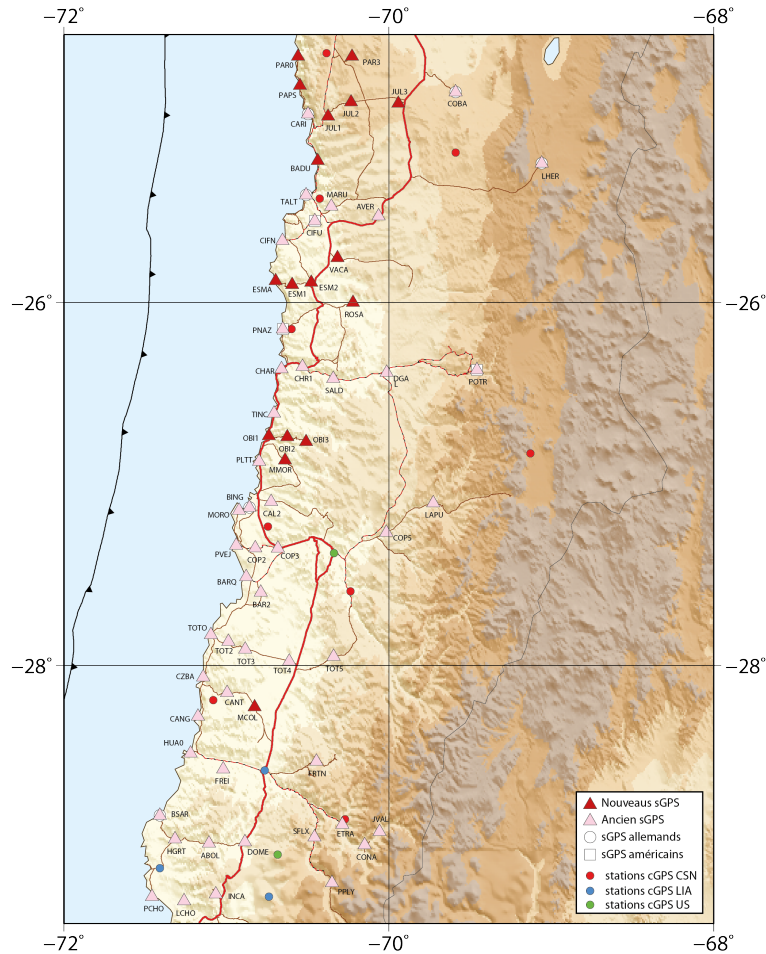 −72° −70° −68°
PAR0 PAR3
PAPS
JUL3
COBA
JUL2
CARI
JUL1
BADU
LHER
MARU
TALT
AVER
CIFU
CIFN
VACA
ESMA
ESM1
ESM2
−26° −26°
ROSA
PNAZ
CHAR
CHR1
SALD
DGA
L
POTR
TINC
OBI1
OBI2
OBI3
PLTT
MMOR
BING
MORO
CAL2
LAPU
COP5
PVEJ
COP2
COP3
BARQ
BAR2
TOTO
TOT2
TOT3
TOT4
TOT5
−28° −28°
CZBA
CANT
MCOL
CANG
HUA0
FREI
TRTN
BSAR
SFLX
ETRA
JVAL
HGRT
ABOL
DOME
CONA
PPLY
PCHO
LCHO
INCA
Nouveaus sGPS
Ancien sGPS
sGPS allemands
sGPS américains
stations cGPS CSN
stations cGPS LIA
stations cGPS US
−72° −70° −68°